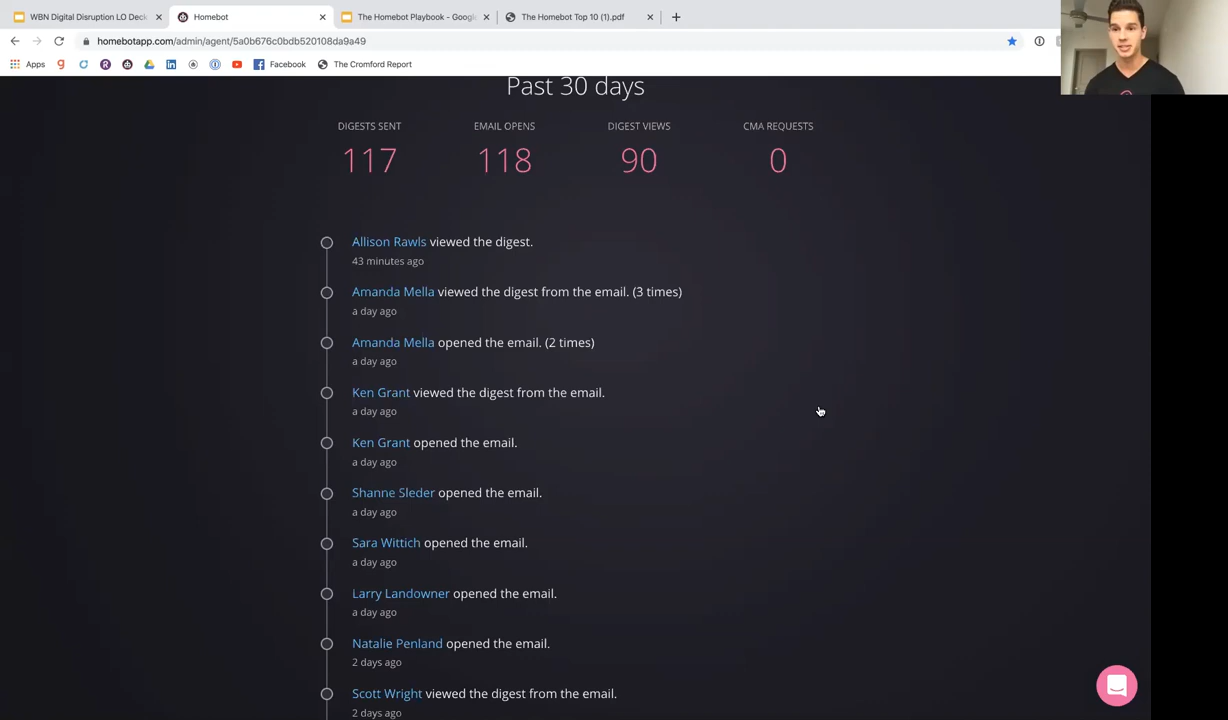 WBN Digital Disruption LO Deck
Homebot
The Homebot Playbook - Google
The Homebot Top 10 (1).pdf
homebotapp.com/admin/agent/5a0b676c0bdb520108da9a49
Apps
Facebook
The Cromford Report
Past 30 days
DIGESTS SENT
EMAIL OPENS
DIGEST VIEWS
CMA REQUESTS
117
118
90
0
Allison Rawls viewed the digest.
43 minutes ago
Amanda Mella viewed the digest from the email. (3 times)
a day ago
Amanda Mella opened the email. (2 times)
a day ago
Ken Grant viewed the digest from the email.
a day ago
Ken Grant opened the email.
a day ago
Shanne Sleder opened the email.
a day ago
Sara Wittich opened the email.
a day ago
Larry Landowner opened the email.
a day ago
Natalie Penland opened the email.
2 days ago
Scott Wright viewed the digest from the email.
2 days ago